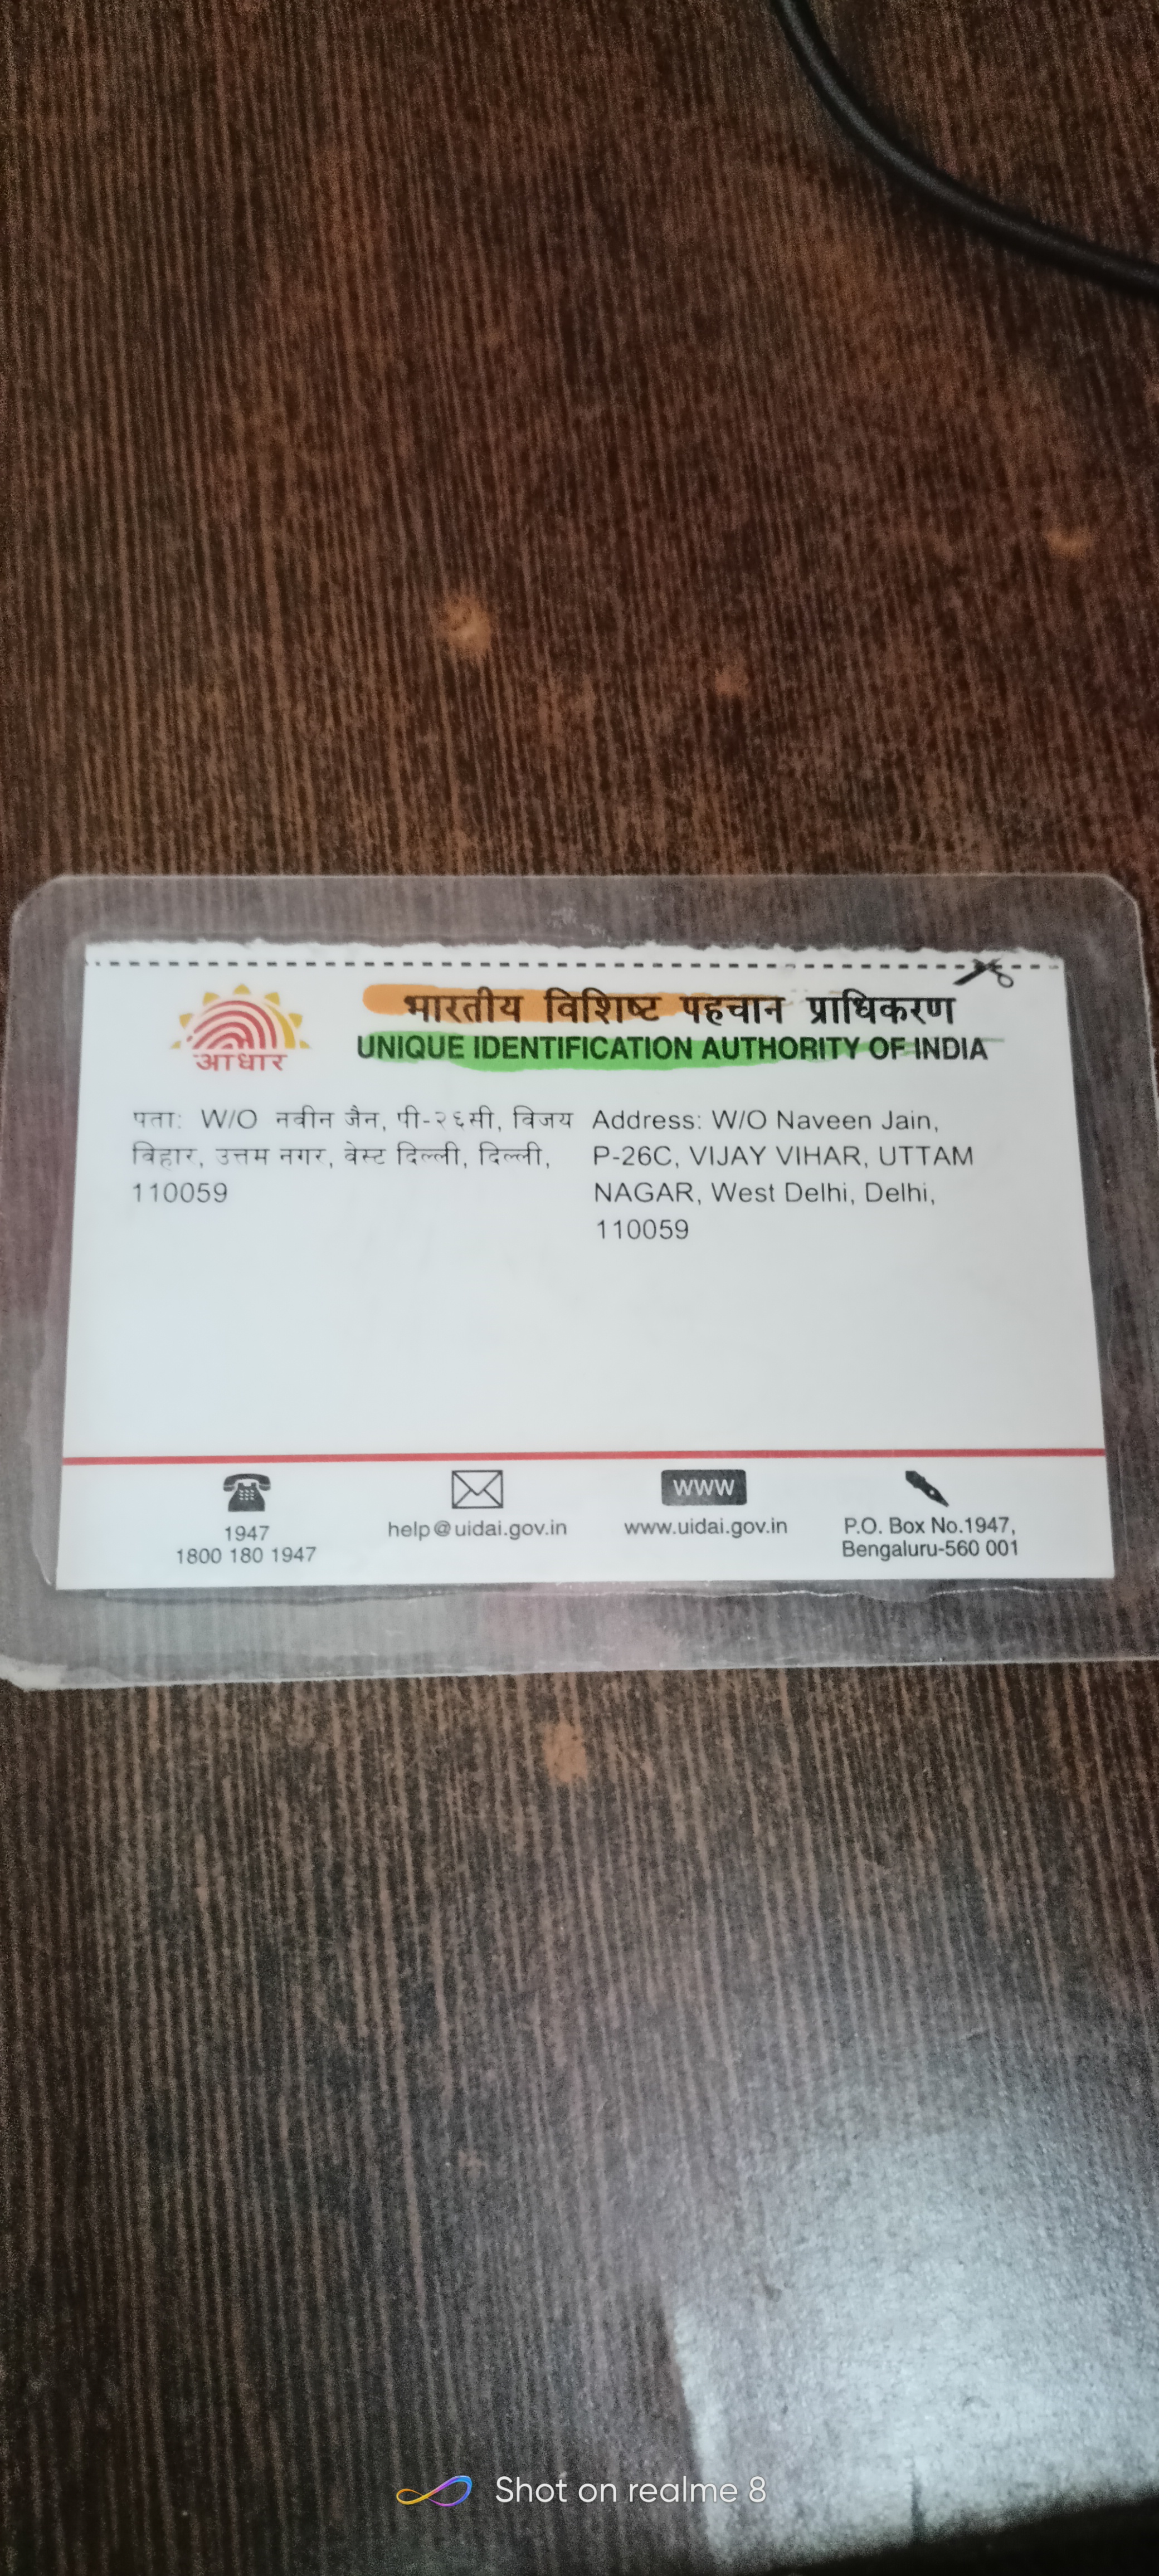 भारतीय विशिष्ट पहचान प्राधिकरण
UNIQUE IDENTIFICATION AUTHORITY OF INDIA
आधार
पता: W/O नवीन जैन, पी-२६सी, विजय
विहार, उत्तम नगर, वेस्ट दिल्ली, दिल्ली,
110059
Address: W/O Naveen Jain,
P-26C, VIJAY VIHAR, UTTAM
NAGAR, West Delhi, Delhi,
110059
1947
1800 180 1947
help@uidai.gov.in
WWW
www.uidai.gov.in
P.O. Box No.1947,
Bengaluru-560 001
Shot on realme 8